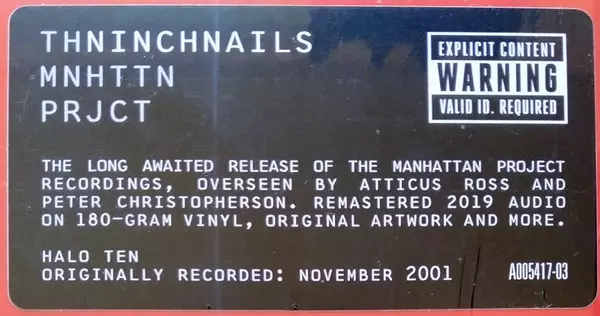 THNINCHNAILS
MNHTTN
PRJCT
EXPLICIT CONTENT
WARNING
VALID ID. REQUIRED
THE LONG AWAITED RELEASE OF THE MANHATTAN PROJECT
RECORDINGS, OVERSEEN BY ATTICUS ROSS AND
PETER CHRISTOPHERSON. REMASTERED 2019 AUDIO
ON 180-GRAM VINYL, ORIGINAL ARTWORK AND MORE.
HALO TEN
ORIGINALLY RECORDED: NOVEMBER 2001
A005417-03